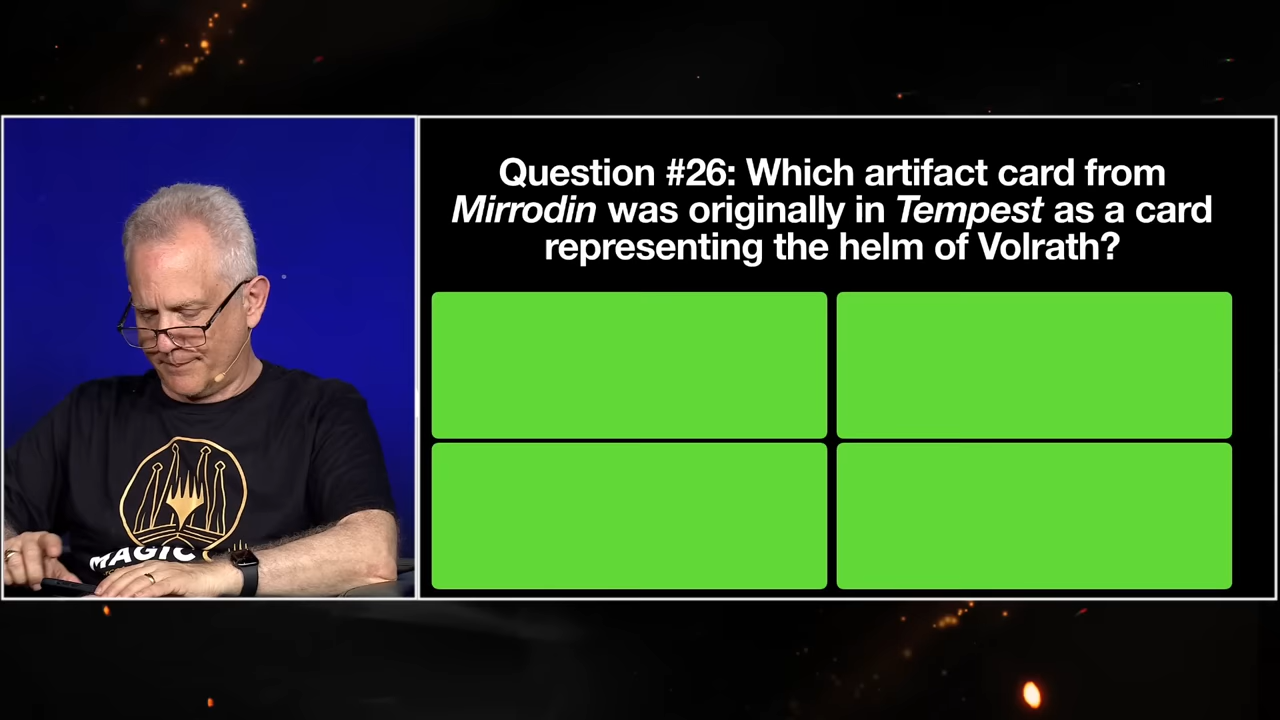 Question #26: Which artifact card from
Mirrodin was originally in Tempest as a card
representing the helm of Volrath?
MAGIC